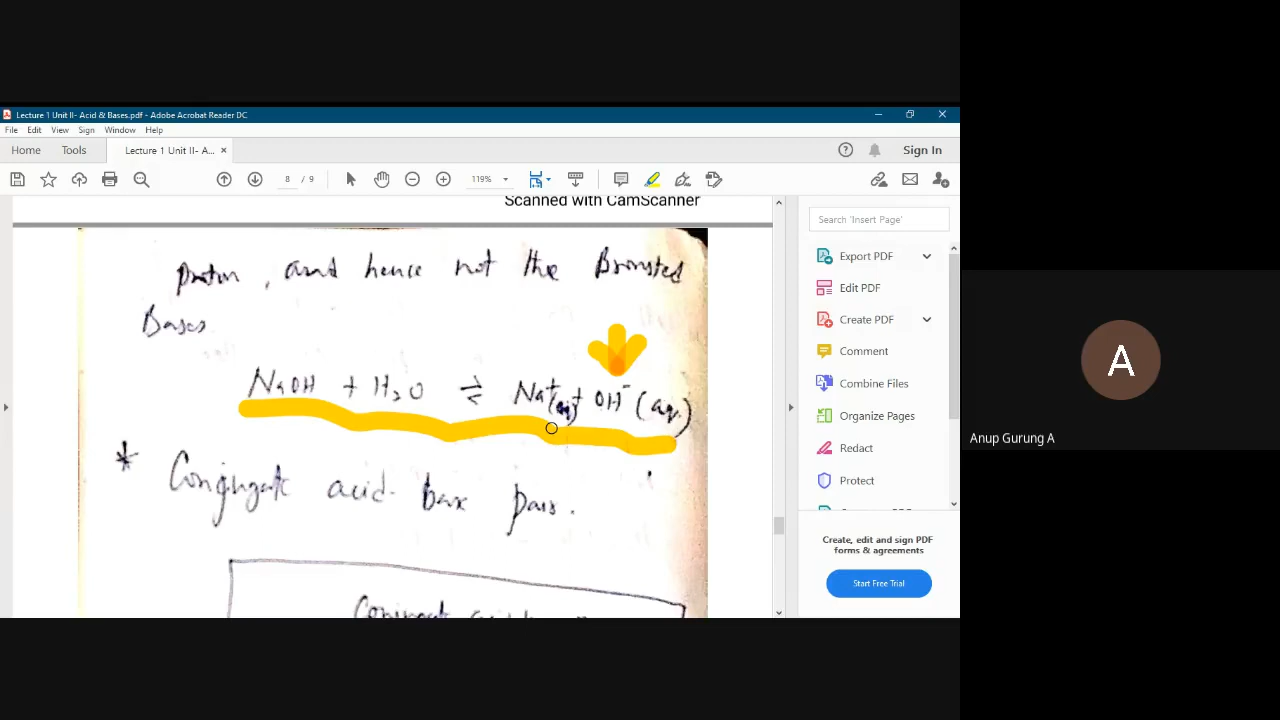 Lecture 1 Unit II- Acid & Bases.pdf - Adobe Acrobat Reader DC
File Edit View Sign Window Help
Home Tools Lecture 1 Unit II- A... × Sign In
8 / 9 119%
Scanned with CamScanner
proton, and hence not the Bronsted
Bases
NaOH + H2O ⇌ Na+(aq)+ OH- (aq.)
* Conjugate acid-base pair.
Search 'Insert Page'
Export PDF
Edit PDF
Create PDF
Comment
Combine Files
Organize Pages
Redact
Protect
Create, edit and sign PDF
forms & agreements
Start Free Trial
A
Anup Gurung A